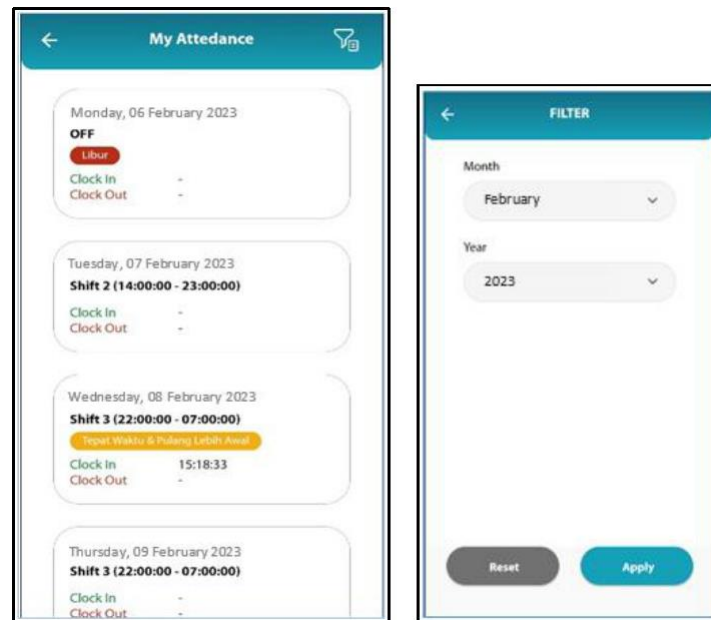 My Attedance
Monday, 06 February 2023
OFF
Libur
Clock In -
Clock Out -
Tuesday, 07 February 2023
Shift 2 (14:00:00 - 23:00:00)
Clock In -
Clock Out -
Wednesday, 08 February 2023
Shift 3 (22:00:00 - 07:00:00)
Tepat Waktu & Pulang Lebih Awal
Clock In 15:18:33
Clock Out -
Thursday, 09 February 2023
Shift 3 (22:00:00 - 07:00:00)
Clock In -
Clock Out -
FILTER
Month
February
Year
2023
Reset
Apply